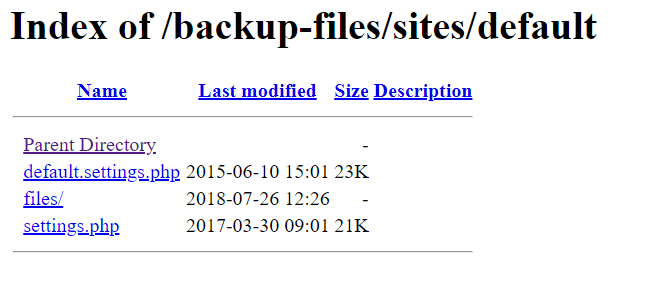 Index of /backup-files/sites/default
Name Last modified Size Description
Parent Directory -
default.settings.php 2015-06-10 15:01 23K
files/ 2018-07-26 12:26 -
settings.php 2017-03-30 09:01 21K